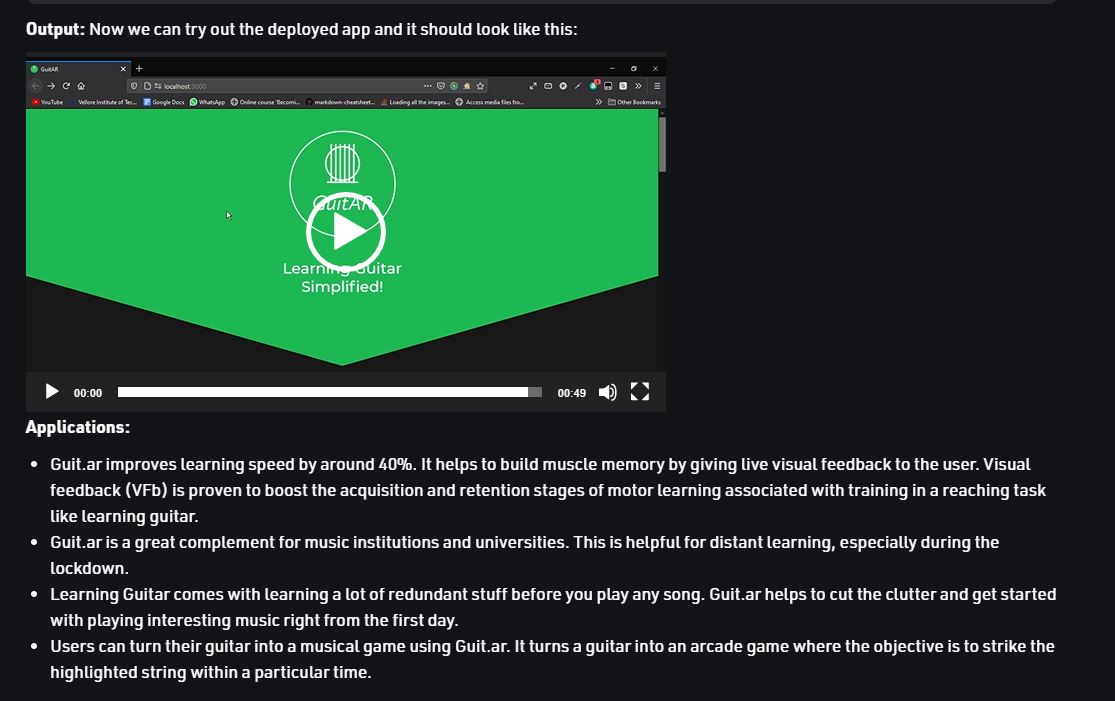 Output: Now we can try out the deployed app and it should look like this:
GuitAR
localhost:3000
YouTube Vellore Institute of Tec... Google Docs WhatsApp Online course 'Becomi... markdown-cheatsheet... Loading all the images... Access media files fro... Other Bookmarks
GuitAR
Learning Guitar
Simplified!
00:00 00:49
Applications:
Guit.ar improves learning speed by around 40%. It helps to build muscle memory by giving live visual feedback to the user. Visual
feedback (VFb) is proven to boost the acquisition and retention stages of motor learning associated with training in a reaching task
like learning guitar.
Guit.ar is a great complement for music institutions and universities. This is helpful for distant learning, especially during the
lockdown.
Learning Guitar comes with learning a lot of redundant stuff before you play any song. Guit.ar helps to cut the clutter and get started
with playing interesting music right from the first day.
Users can turn their guitar into a musical game using Guit.ar. It turns a guitar into an arcade game where the objective is to strike the
highlighted string within a particular time.